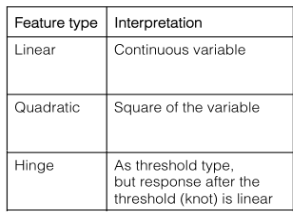 Feature type Interpretation
Linear Continuous variable
Quadratic Square of the variable
Hinge As threshold type,
but response after the
threshold (knot) is linear